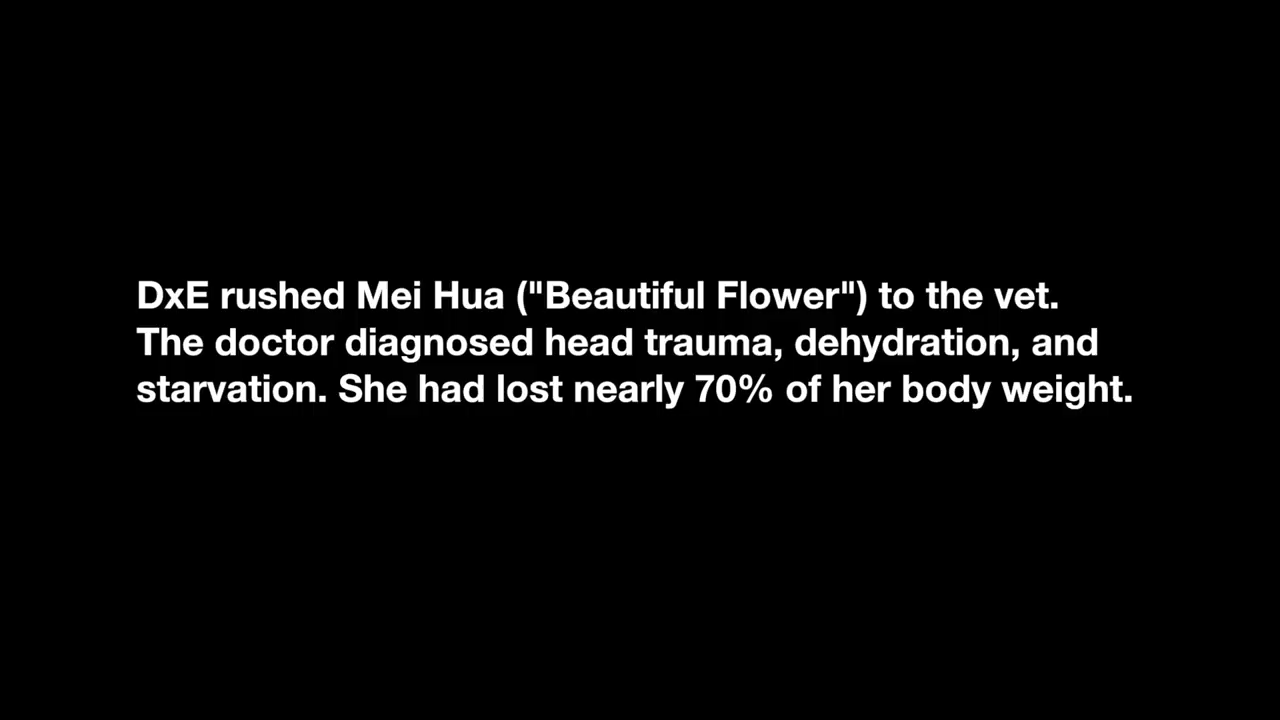 DxE rushed Mei Hua ("Beautiful Flower") to the vet.
The doctor diagnosed head trauma, dehydration, and
starvation. She had lost nearly 70% of her body weight.